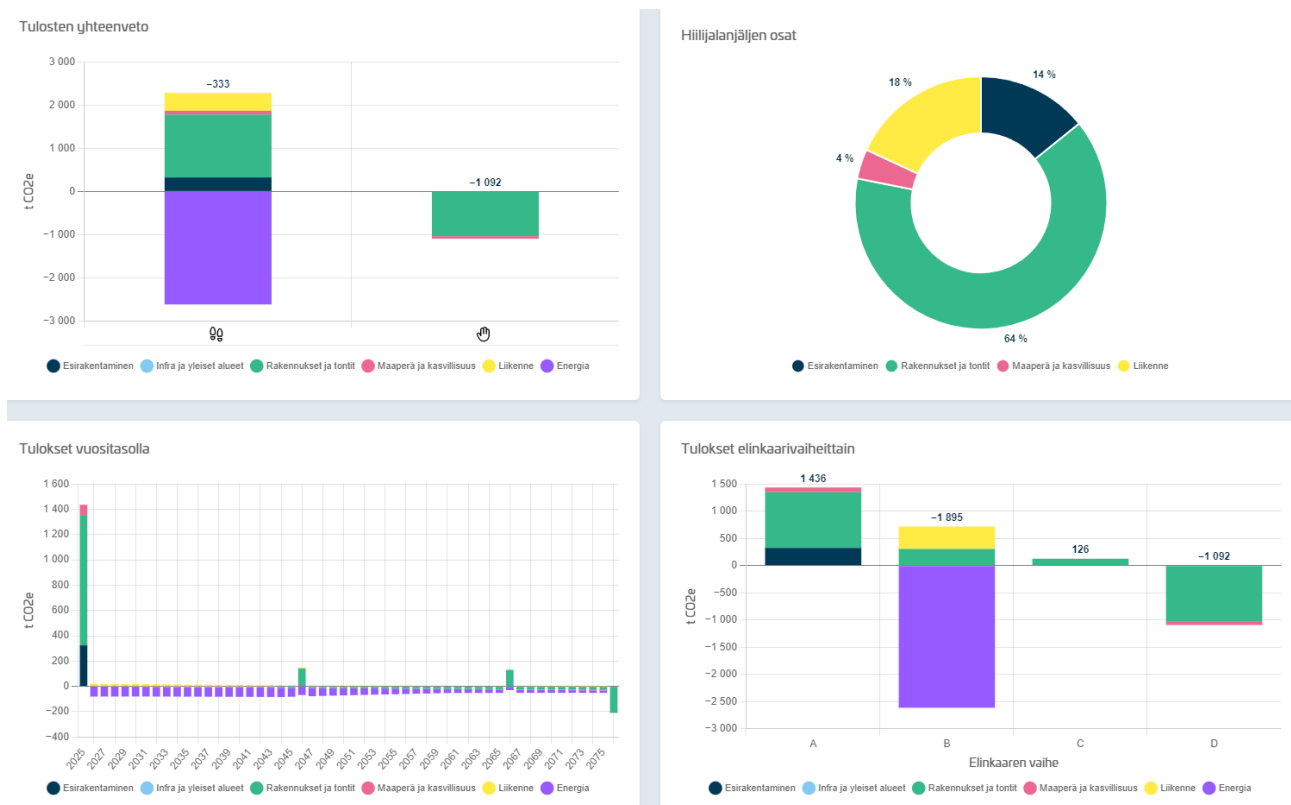 Tulosten yhteenveto
3 000
2 000
1 000
0
−1 000
−2 000
−3 000
t CO2e
−333
−1 092
Esirakentaminen Infra ja yleiset alueet Rakennukset ja tontit Maaperä ja kasvillisuus Liikenne Energia
Hiilijalanjäljen osat
18 %
14 %
4 %
64 %
Esirakentaminen Rakennukset ja tontit Maaperä ja kasvillisuus Liikenne
Tulokset vuositasolla
1 600
1 400
1 200
1 000
800
600
400
200
0
−200
−400
t CO2e
2025 2027 2029 2031 2033 2035 2037 2039 2041 2043 2045 2047 2049 2051 2053 2055 2057 2059 2061 2063 2065 2067 2069 2071 2073 2075
Esirakentaminen Infra ja yleiset alueet Rakennukset ja tontit Maaperä ja kasvillisuus Liikenne Energia
Tulokset elinkaarivaiheittain
1 500
1 000
500
0
−500
−1 000
−1 500
−2 000
−2 500
−3 000
t CO2e
1 436
−1 895
126
−1 092
A B C D
Elinkaaren vaihe
Esirakentaminen Infra ja yleiset alueet Rakennukset ja tontit Maaperä ja kasvillisuus Liikenne Energia